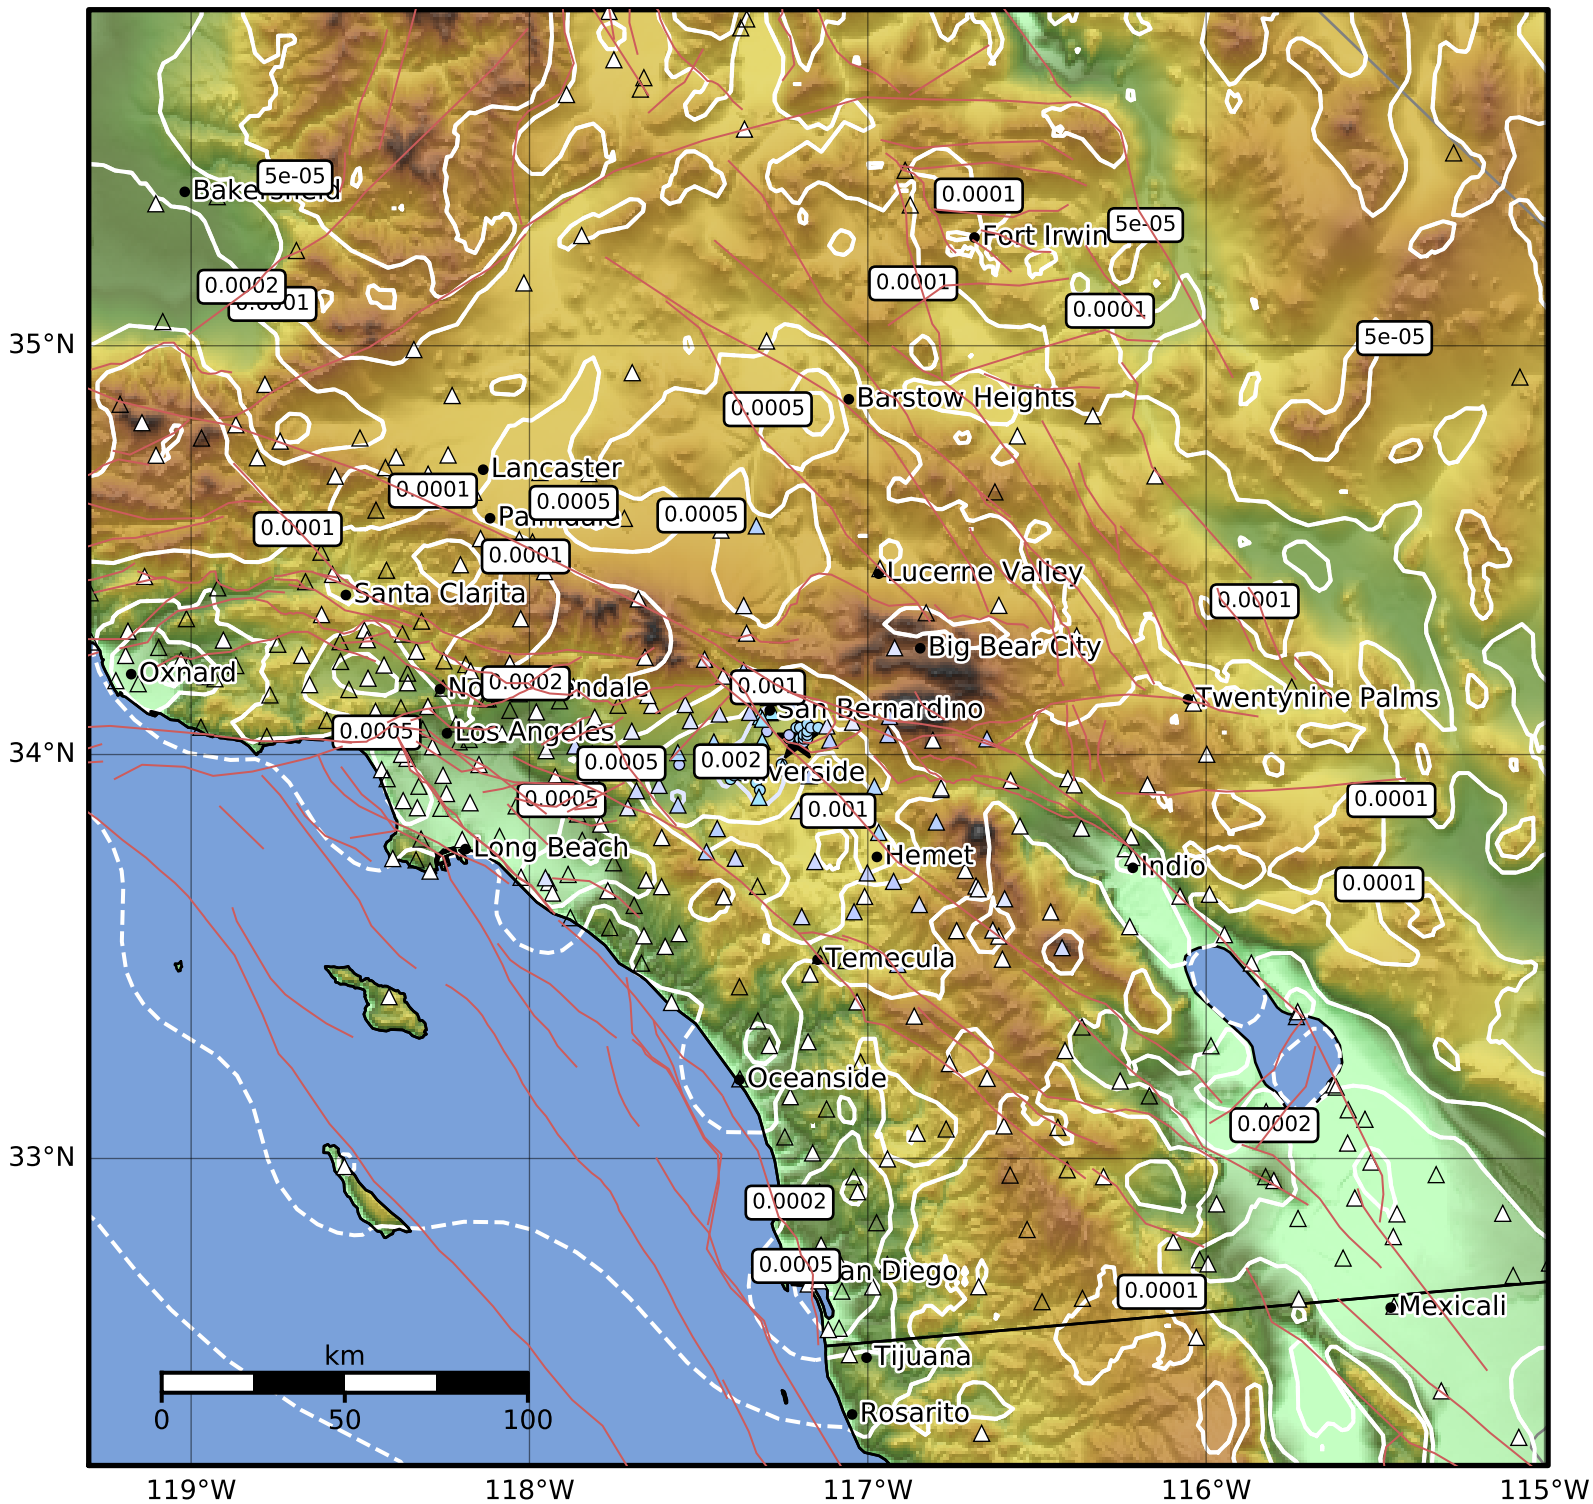 5e-05
0.0001
Bakersfield
5e-05
Fort Irwin
0.0001
0.0002
0.0001
0.0001
35°N
5e-05
Barstow Heights
0.0005
Lancaster
0.0001
0.0005
0.0005
Palmdale
0.0001
0.0001
Lucerne Valley
Santa Clarita
0.0001
Big Bear City
Oxnard
0.0002
0.001
Twentynine Palms
San Bernardino
0.0005
Los Angeles
34°N
0.0005
0.002
Riverside
0.0005
0.001
0.0001
Long Beach
Hemet
Indio
0.0001
Temecula
Oceanside
0.0002
33°N
0.0002
0.0005
San Diego
0.0001
Mexicali
km
Tijuana
0 50 100
Rosarito
119°W 118°W 117°W 116°W 115°W